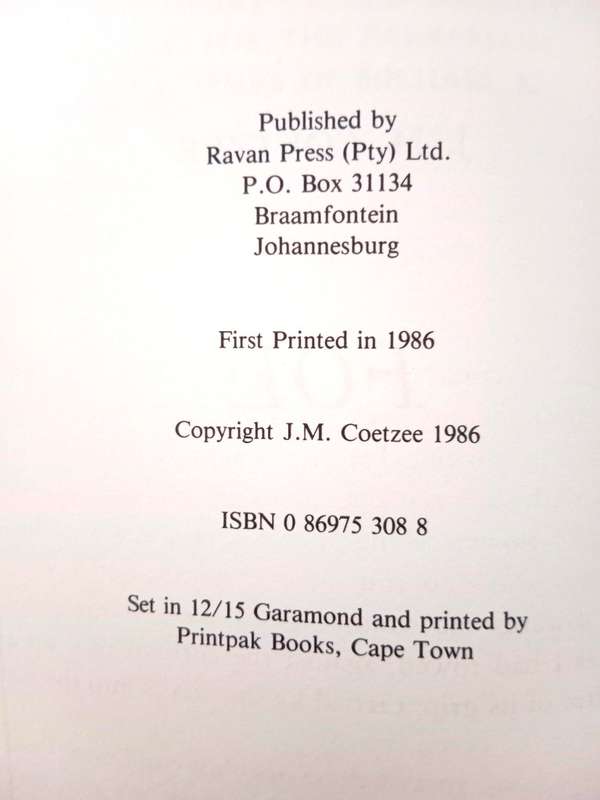 Published by
Ravan Press (Pty) Ltd.
P.O. Box 31134
Braamfontein
Johannesburg
First Printed in 1986
Copyright J.M. Coetzee 1986
ISBN 0 86975 308 8
Set in 12/15 Garamond and printed by
Printpak Books, Cape Town